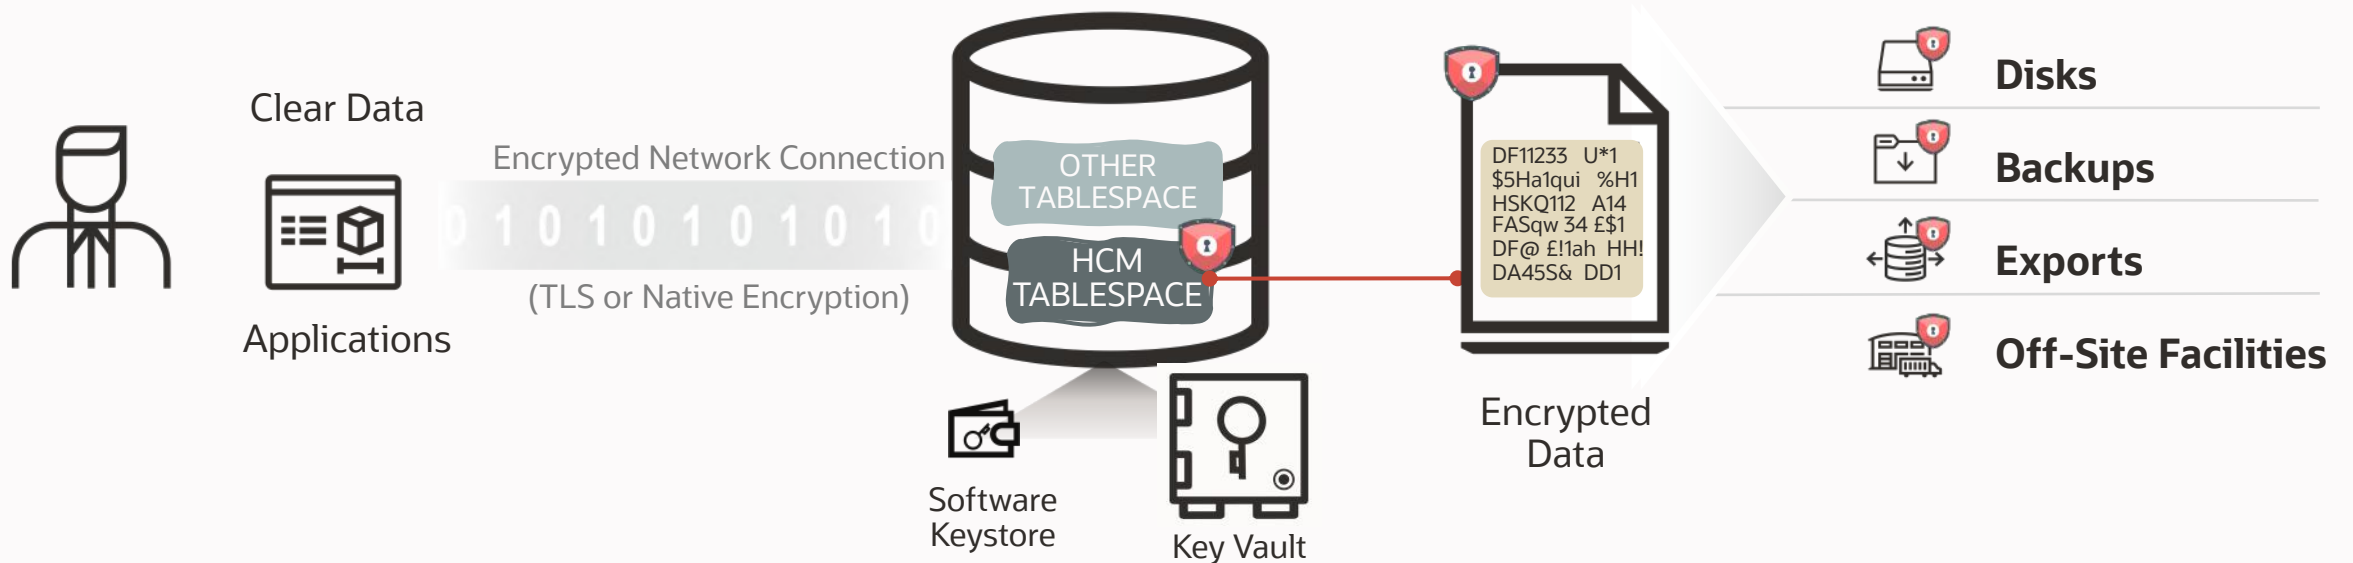 Clear Data
Applications
Encrypted Network Connection
0 1 0 1 0 1 0 1 0 1 0
(TLS or Native Encryption)
OTHER
TABLESPACE
HCM
TABLESPACE
Software
Keystore
Key Vault
DF11233 U*1
$5Ha1qui %H1
HSKQ112 A14
FASqw 34 £$1
DF@ £!1ah HH!
DA45S& DD1
Encrypted
Data
Disks
Backups
Exports
Off-Site Facilities